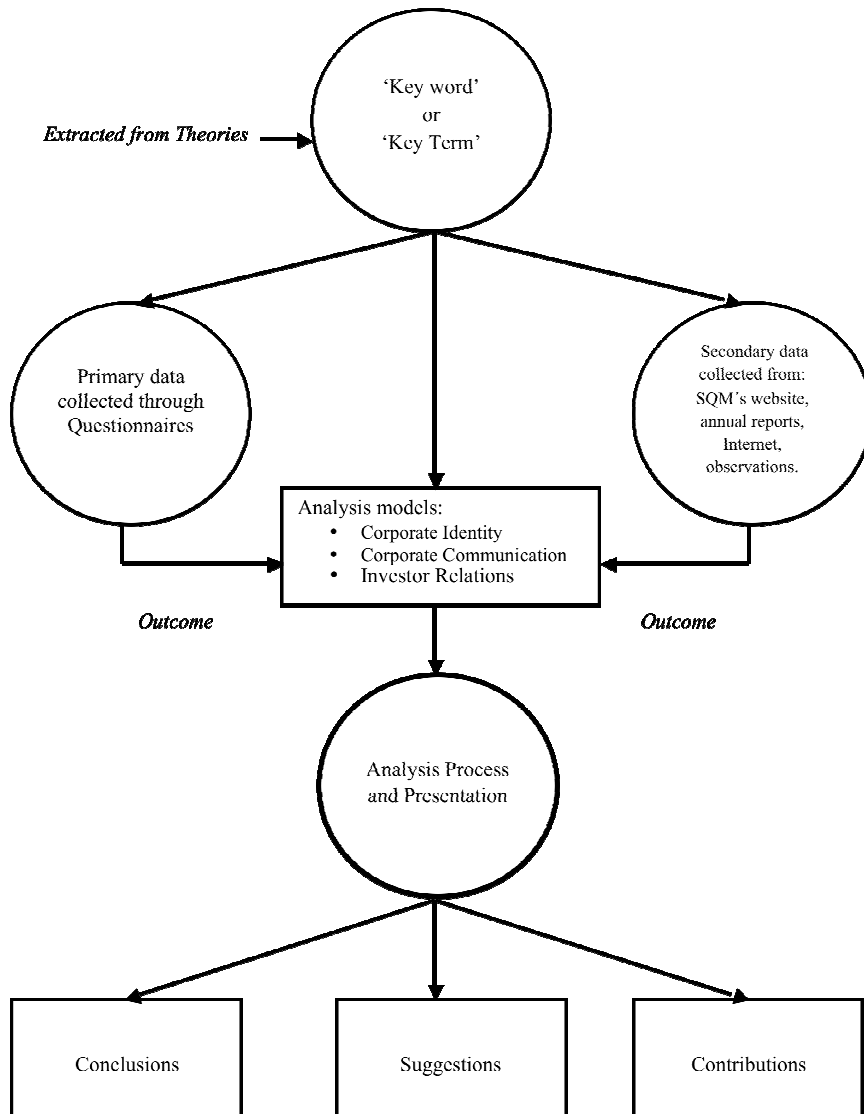 ‘Key word’
or
‘Key Term’
Extracted from Theories
Primary data
collected through
Questionnaires
Secondary data
collected from:
SQM´s website,
annual reports,
Internet,
observations.
Analysis models:
• Corporate Identity
• Corporate Communication
• Investor Relations
Outcome
Outcome
Analysis Process
and Presentation
Conclusions
Suggestions
Contributions